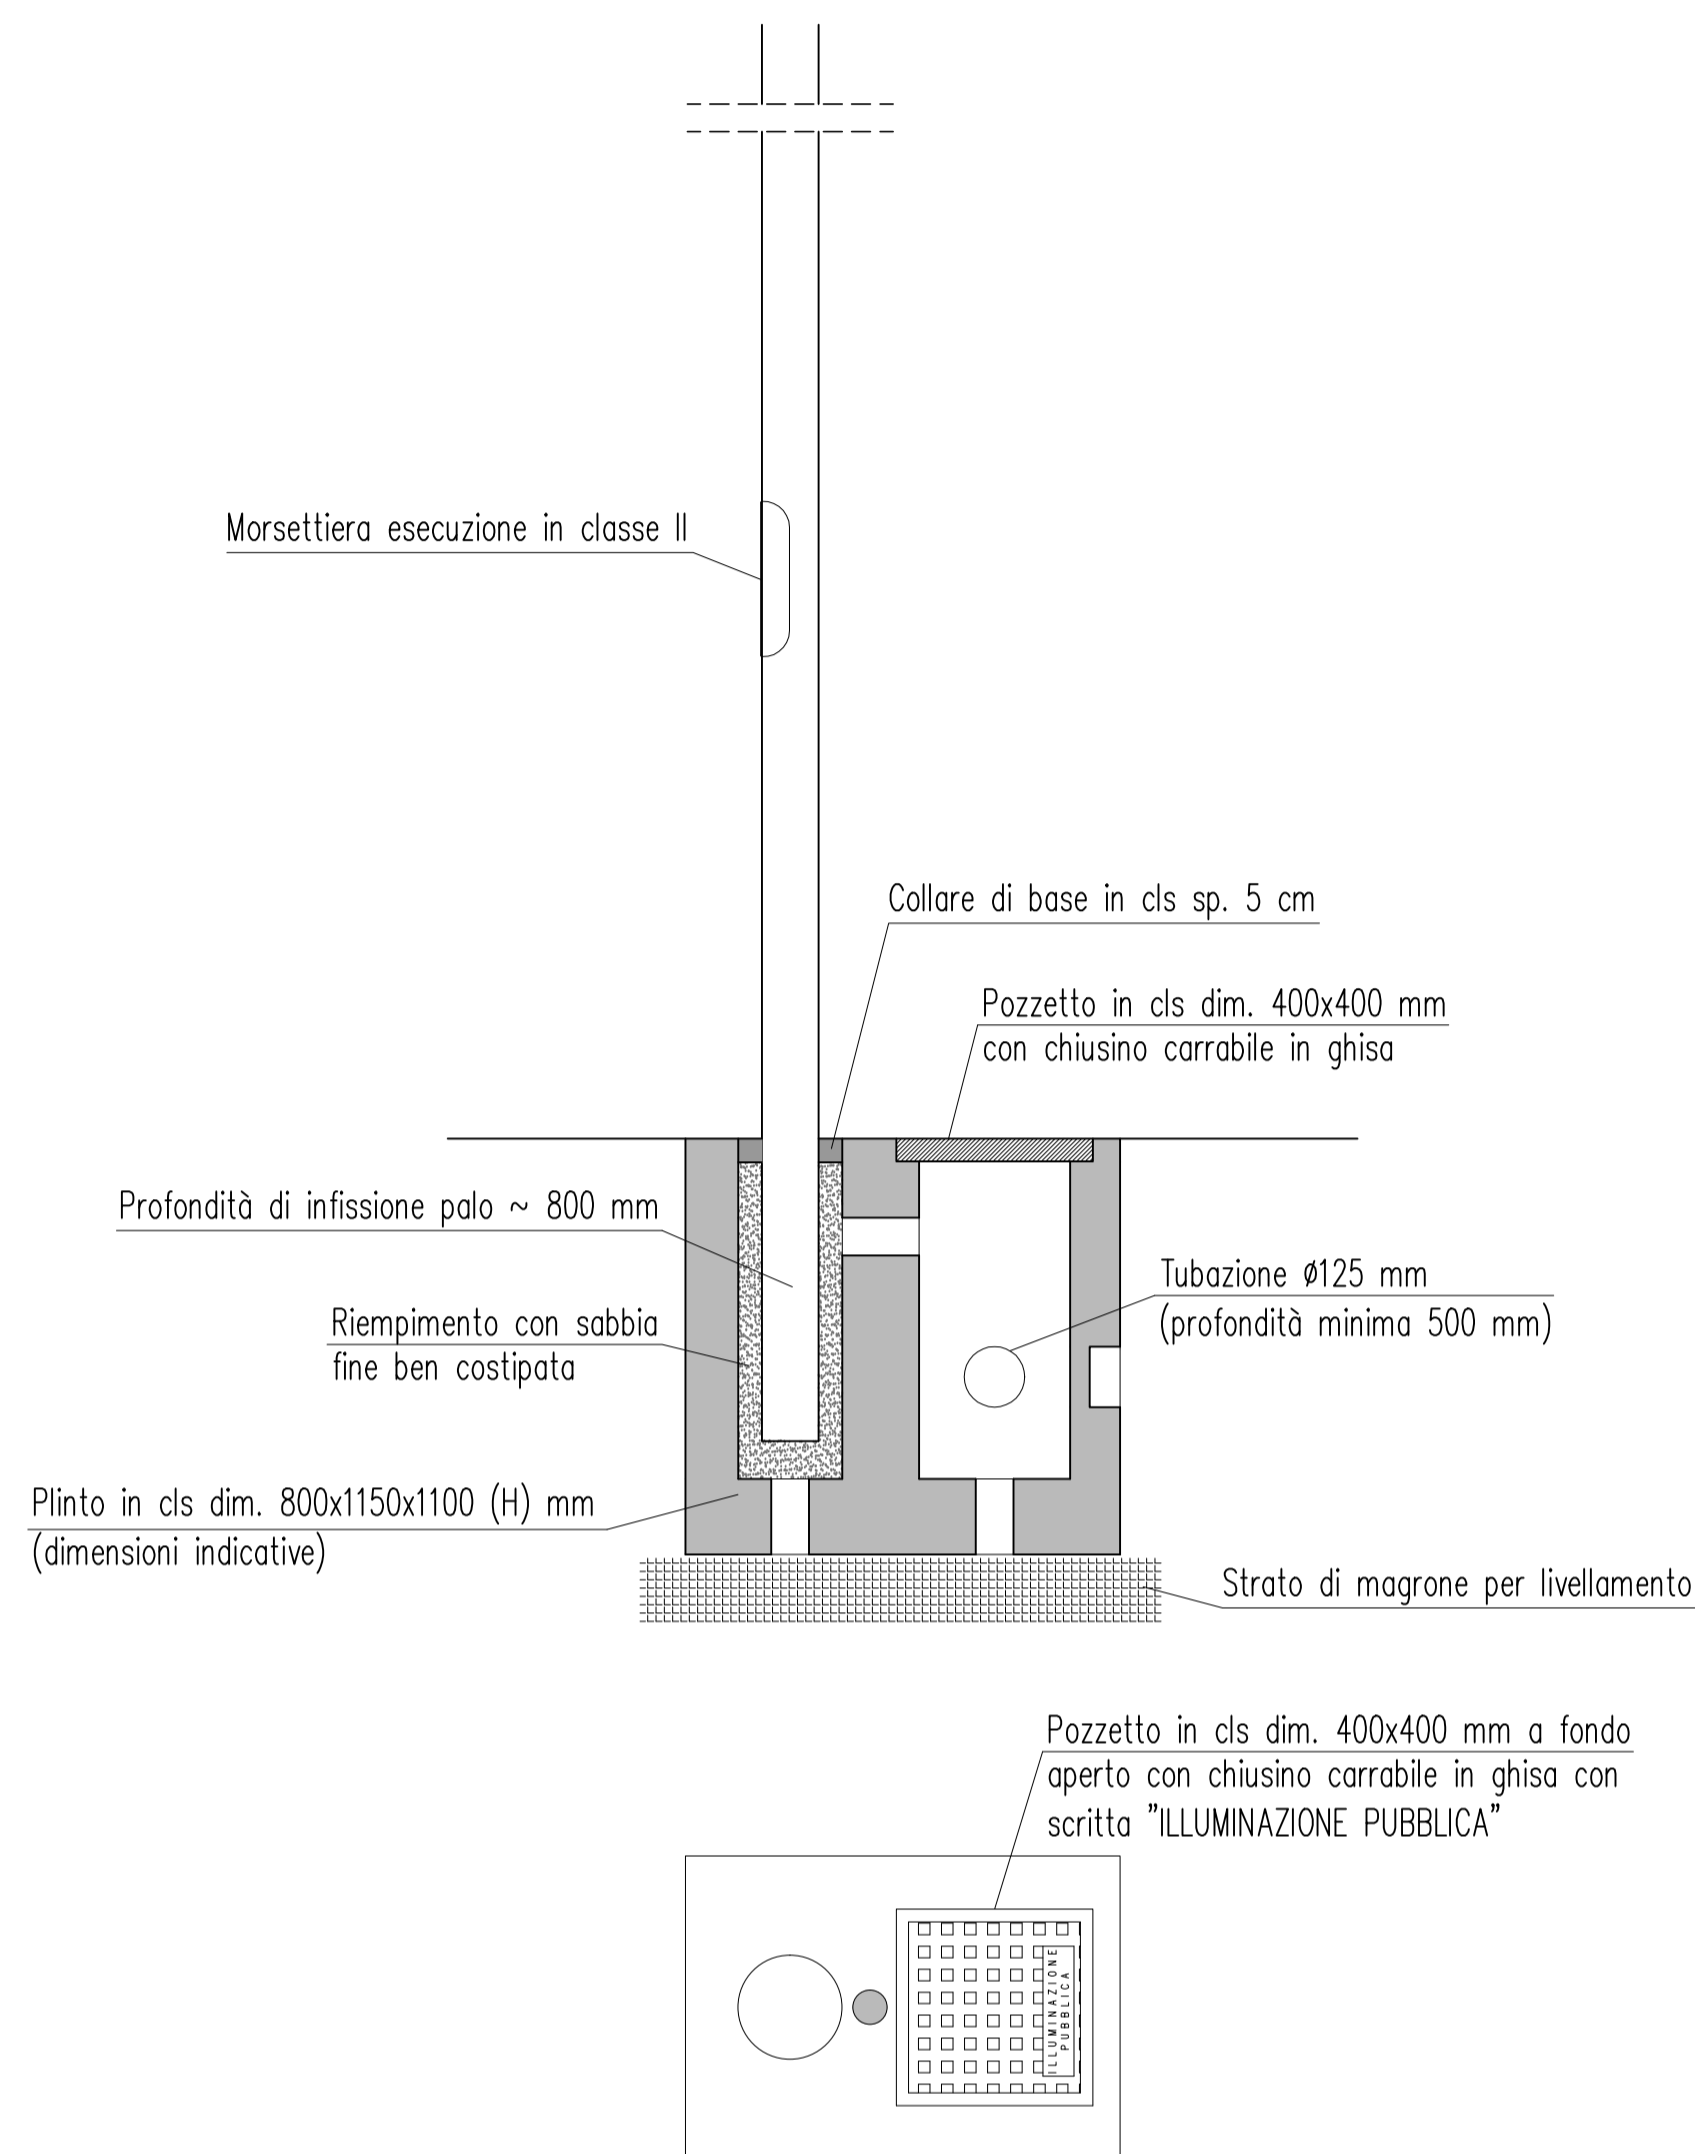 Morsettiera esecuzione in classe II
Collare di base in cls sp. 5 cm
Pozzetto in cls dim. 400x400 mm
con chiusino carrabile in ghisa
Profondità di infissione palo ~ 800 mm
Tubazione ø125 mm
(profondità minima 500 mm)
Riempimento con sabbia
fine ben costipata
Plinto in cls dim. 800x1150x1100 (H) mm
(dimensioni indicative)
Strato di magrone per livellamento
Pozzetto in cls dim. 400x400 mm a fondo
aperto con chiusino carrabile in ghisa con
scritta "ILLUMINAZIONE PUBBLICA"
ILLUMINAZIONE
PUBBLICA